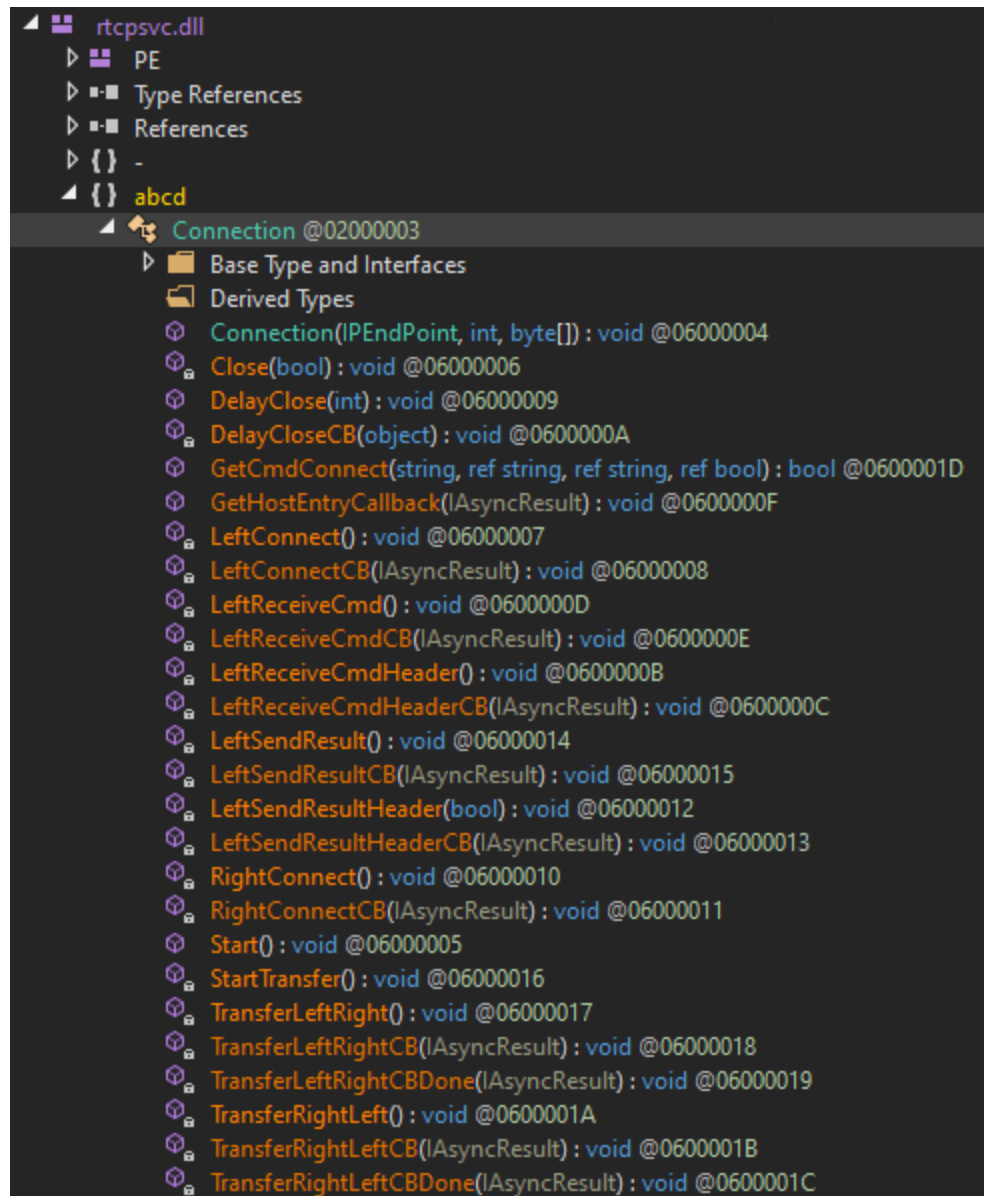 rtcpsvc.dll
PE
Type References
References
{ } -
{ } abcd
Connection @02000003
Base Type and Interfaces
Derived Types
Connection(IPEndPoint, int, byte[]) : void @06000004
Close(bool) : void @06000006
DelayClose(int) : void @06000009
DelayCloseCB(object) : void @0600000A
GetCmdConnect(string, ref string, ref string, ref bool) : bool @0600001D
GetHostEntryCallback(IAsyncResult) : void @0600000F
LeftConnect() : void @06000007
LeftConnectCB(IAsyncResult) : void @06000008
LeftReceiveCmd() : void @0600000D
LeftReceiveCmdCB(IAsyncResult) : void @0600000E
LeftReceiveCmdHeader() : void @0600000B
LeftReceiveCmdHeaderCB(IAsyncResult) : void @0600000C
LeftSendResult() : void @06000014
LeftSendResultCB(IAsyncResult) : void @06000015
LeftSendResultHeader(bool) : void @06000012
LeftSendResultHeaderCB(IAsyncResult) : void @06000013
RightConnect() : void @06000010
RightConnectCB(IAsyncResult) : void @06000011
Start() : void @06000005
StartTransfer() : void @06000016
TransferLeftRight() : void @06000017
TransferLeftRightCB(IAsyncResult) : void @06000018
TransferLeftRightCBDone(IAsyncResult) : void @06000019
TransferRightLeft() : void @0600001A
TransferRightLeftCB(IAsyncResult) : void @0600001B
TransferRightLeftCBDone(IAsyncResult) : void @0600001C